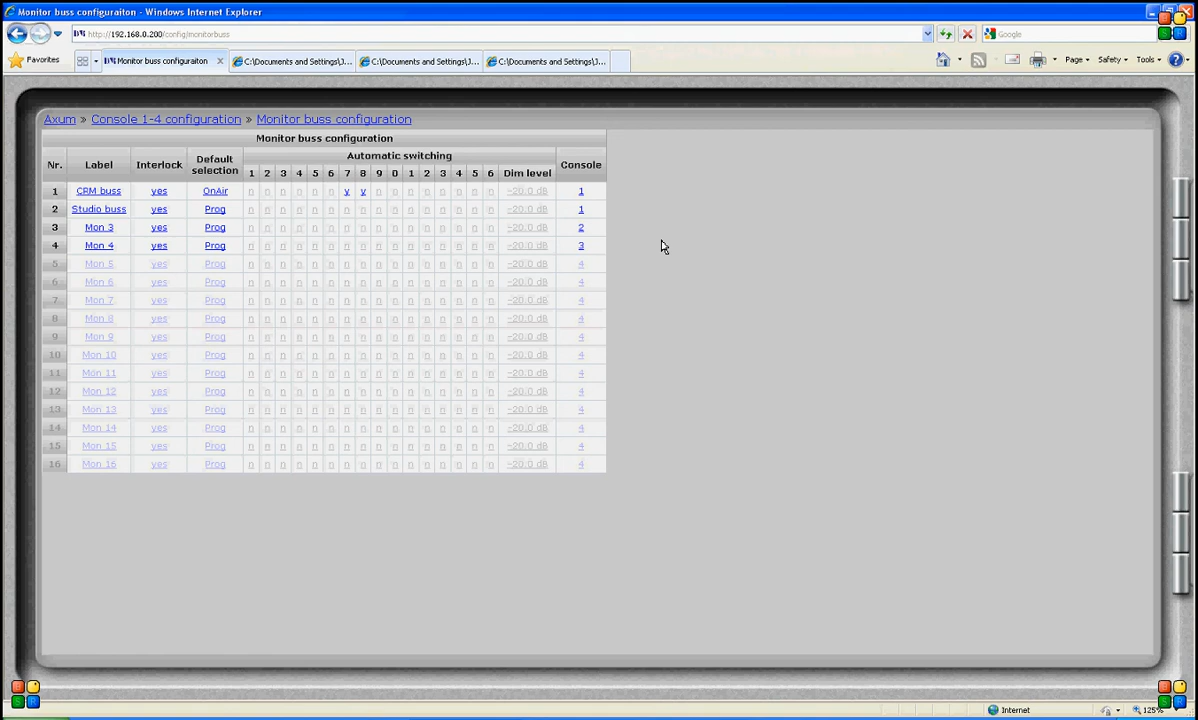 Monitor buss configuraiton - Windows Internet Explorer
http://192.168.0.200/config/monitorbuss
Google
Favorites
Monitor buss configuraiton
C:\Documents and Settings\J...
C:\Documents and Settings\J...
C:\Documents and Settings\J...
Page
Safety
Tools
Axum » Console 1-4 configuration » Monitor buss configuration
Monitor buss configuration
Nr. Label Interlock Default selection Automatic switching Console
1 2 3 4 5 6 7 8 9 0 1 2 3 4 5 6 Dim level
1 CRM buss yes OnAir n n n n n n y y n n n n n n n n -20.0 dB 1
2 Studio buss yes Prog n n n n n n n n n n n n n n n n -20.0 dB 1
3 Mon 3 yes Prog n n n n n n n n n n n n n n n n -20.0 dB 2
4 Mon 4 yes Prog n n n n n n n n n n n n n n n n -20.0 dB 3
5 Mon 5 yes Prog n n n n n n n n n n n n n n n n -20.0 dB 4
6 Mon 6 yes Prog n n n n n n n n n n n n n n n n -20.0 dB 4
7 Mon 7 yes Prog n n n n n n n n n n n n n n n n -20.0 dB 4
8 Mon 8 yes Prog n n n n n n n n n n n n n n n n -20.0 dB 4
9 Mon 9 yes Prog n n n n n n n n n n n n n n n n -20.0 dB 4
10 Mon 10 yes Prog n n n n n n n n n n n n n n n n -20.0 dB 4
11 Mon 11 yes Prog n n n n n n n n n n n n n n n n -20.0 dB 4
12 Mon 12 yes Prog n n n n n n n n n n n n n n n n -20.0 dB 4
13 Mon 13 yes Prog n n n n n n n n n n n n n n n n -20.0 dB 4
14 Mon 14 yes Prog n n n n n n n n n n n n n n n n -20.0 dB 4
15 Mon 15 yes Prog n n n n n n n n n n n n n n n n -20.0 dB 4
16 Mon 16 yes Prog n n n n n n n n n n n n n n n n -20.0 dB 4
Internet
125%